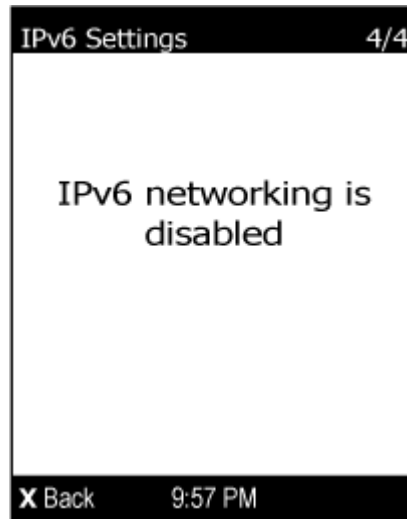 IPv6 Settings 4/4
IPv6 networking is
disabled
X Back 9:57 PM